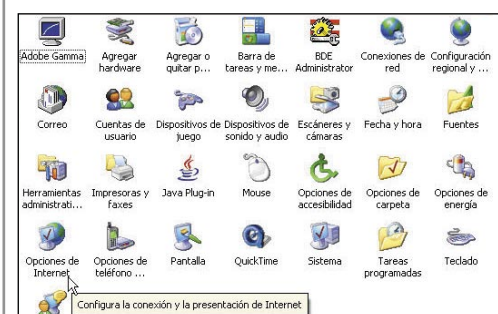 Adobe Gamma
Agregar
hardware
Agregar o
quitar p...
Barra de
tareas y me...
BDE
Administrator
Conexiones de
red
Configuración
regional y ...
Correo
Cuentas de
usuario
Dispositivos de
juego
Dispositivos de
sonido y audio
Escáneres y
cámaras
Fecha y hora
Fuentes
Herramientas
administrati...
Impresoras y
faxes
Java Plug-in
Mouse
Opciones de
accesibilidad
Opciones de
carpeta
Opciones de
energía
Opciones de
Internet
Opciones de
teléfono ...
Pantalla
QuickTime
Sistema
Tareas
programadas
Teclado
Configura la conexión y la presentación de Internet